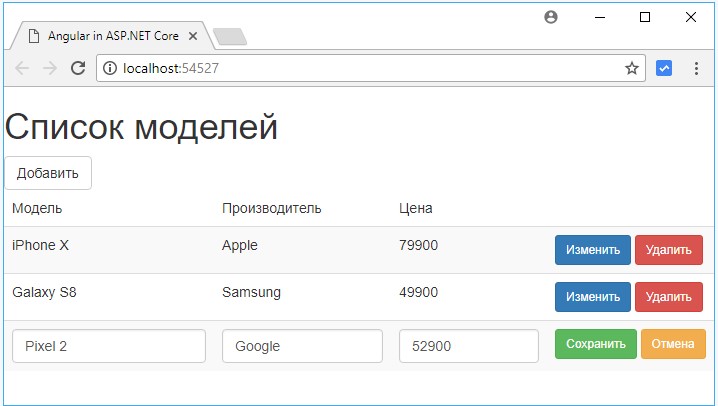 Angular in ASP.NET Core
localhost:54527
Список моделей
Добавить
Модель Производитель Цена
iPhone X Apple 79900 Изменить Удалить
Galaxy S8 Samsung 49900 Изменить Удалить
Pixel 2 Google 52900 Сохранить Отмена